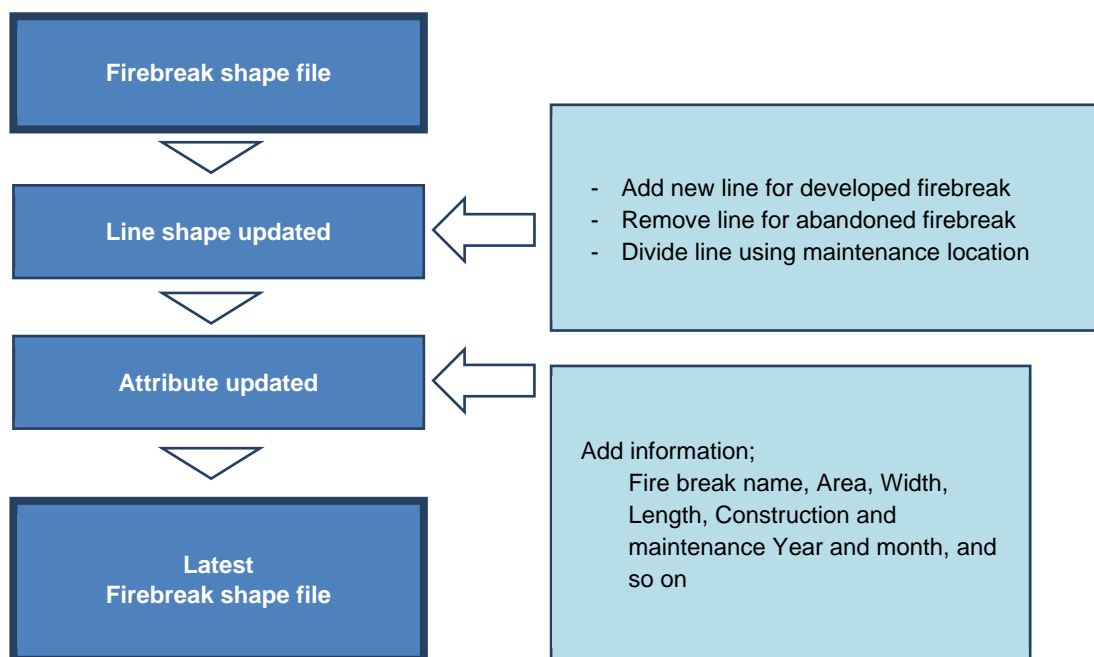 Firebreak shape file
Line shape updated
- Add new line for developed firebreak
- Remove line for abandoned firebreak
- Divide line using maintenance location
Attribute updated
Add information;
Fire break name, Area, Width,
Length, Construction and
maintenance Year and month, and
so on
Latest
Firebreak shape file